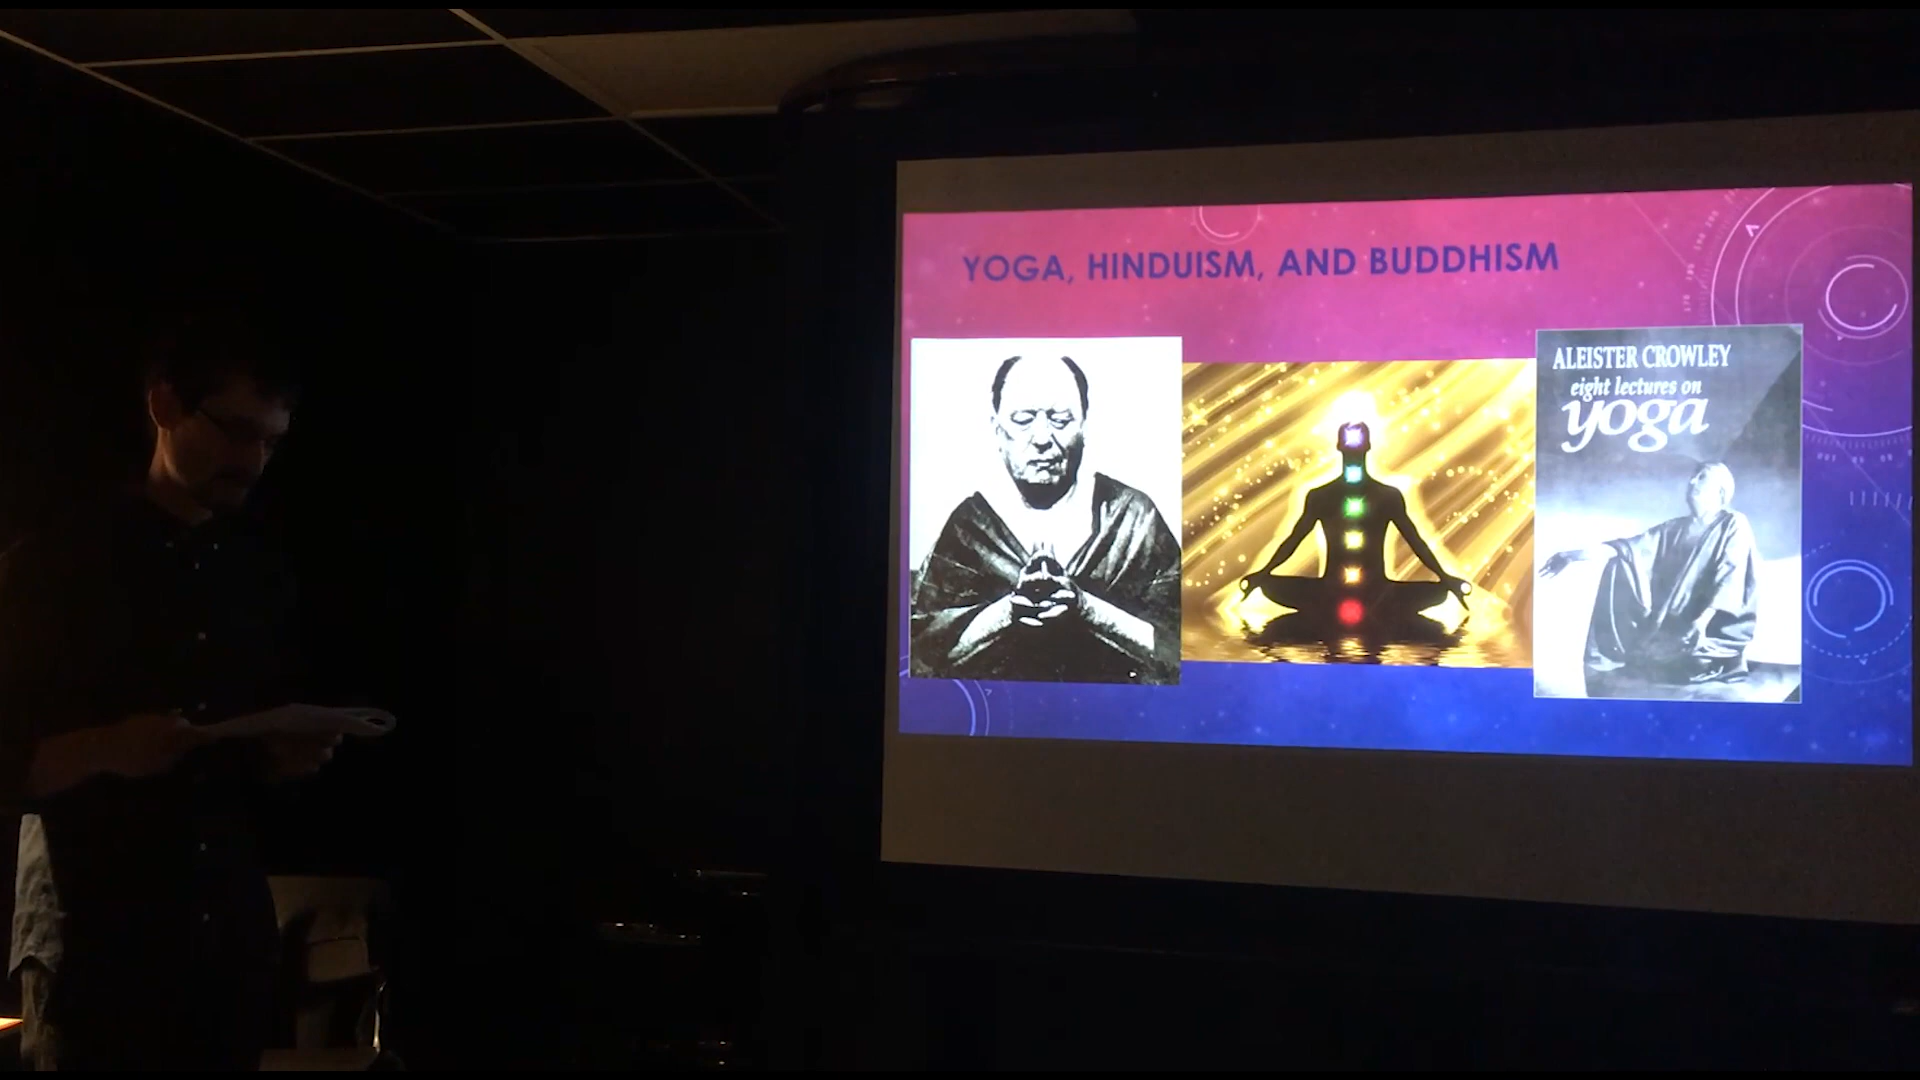 YOGA, HINDUISM, AND BUDDHISM
ALEISTER CROWLEY
eight lectures on
yoga